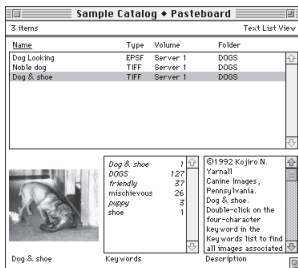 Sample Catalog ♦ Pasteboard
3 items Text List View
Name Type Volume Folder
Dog Looking EPSF Server 1 DOGS
Noble dog TIFF Server 1 DOGS
Dog & shoe TIFF Server 1 DOGS
Dog & shoe 1
DOGS 127
friendly 37
mischievous 26
puppy 3
shoe 1
©1992 Kojiro N.
Yarnall
Canine Images,
Pennsylvania.
Dog & shoe.
Double-click on the
four-character
keyword in the
Keywords list to find
all images associated
Dog & shoe Keywords Description